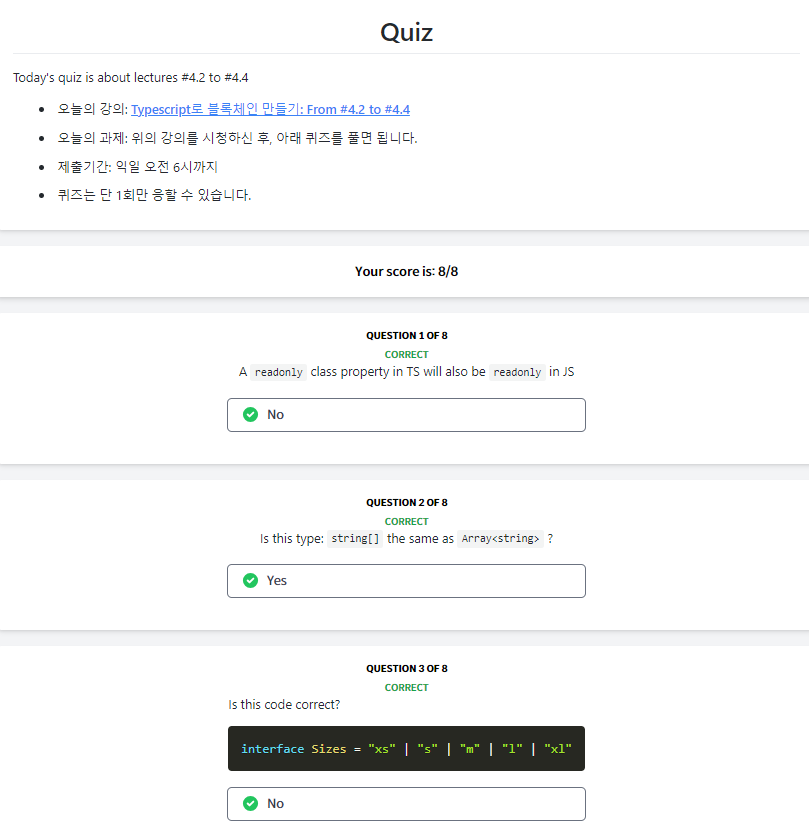 Quiz
Today's quiz is about lectures #4.2 to #4.4
오늘의 강의: Typescript로 블록체인 만들기: From #4.2 to #4.4
오늘의 과제: 위의 강의를 시청하신 후, 아래 퀴즈를 풀면 됩니다.
제출기간: 익일 오전 6시까지
퀴즈는 단 1회만 응할 수 있습니다.
Your score is: 8/8
QUESTION 1 OF 8
CORRECT
A readonly class property in TS will also be readonly in JS
No
QUESTION 2 OF 8
CORRECT
Is this type: string[] the same as Array<string> ?
Yes
QUESTION 3 OF 8
CORRECT
Is this code correct?
interface Sizes = "xs" | "s" | "m" | "l" | "xl"
No